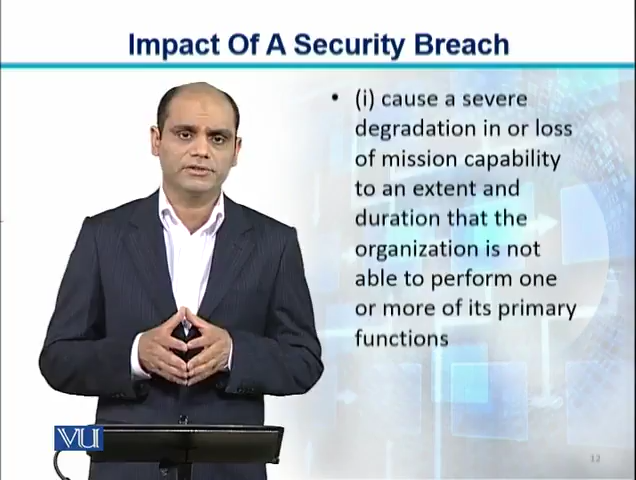 Impact Of A Security Breach
• (i) cause a severe
degradation in or loss
of mission capability
to an extent and
duration that the
organization is not
able to perform one
or more of its primary
functions
VU
12